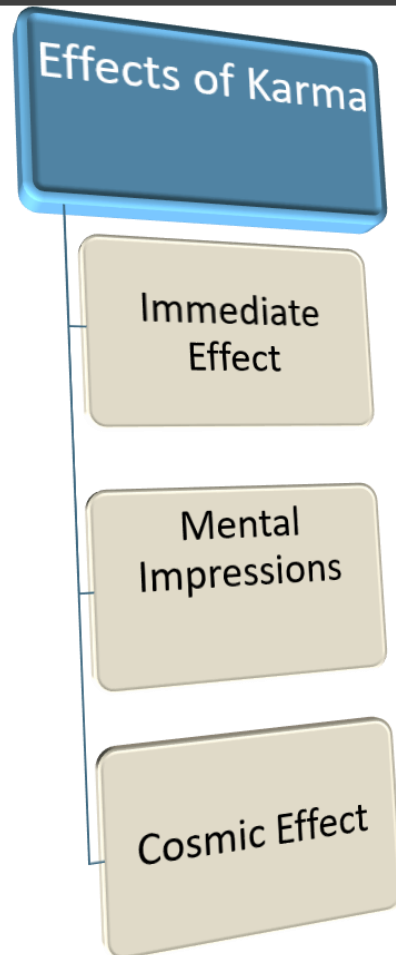 Effects of Karma
Immediate
Effect
Mental
Impressions
Cosmic Effect